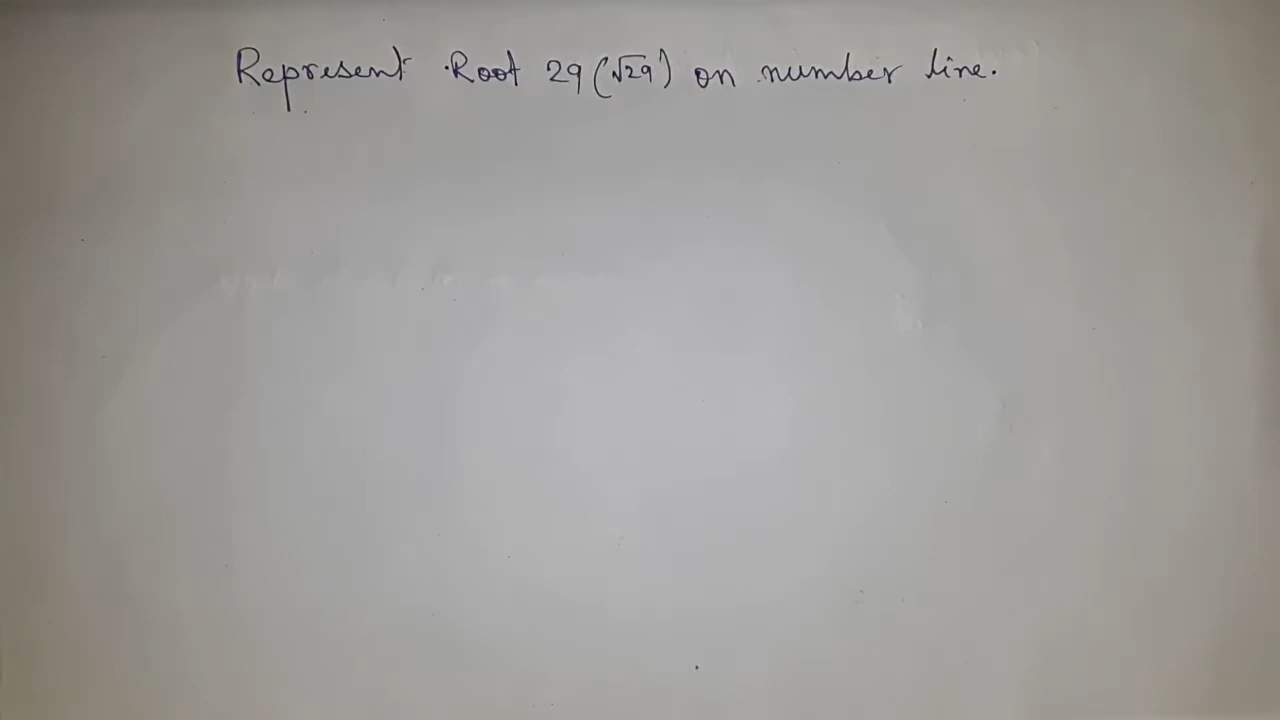 Represent Root 29 (√29) on number line.